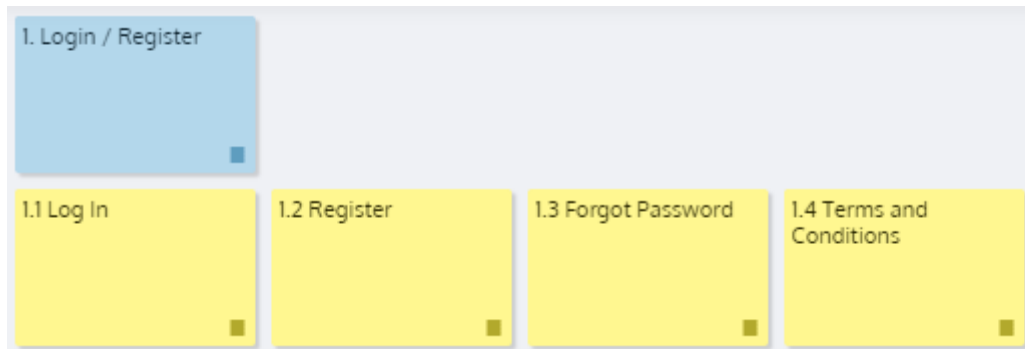 1. Login / Register
1.1 Log In
1.2 Register
1.3 Forgot Password
1.4 Terms and
Conditions